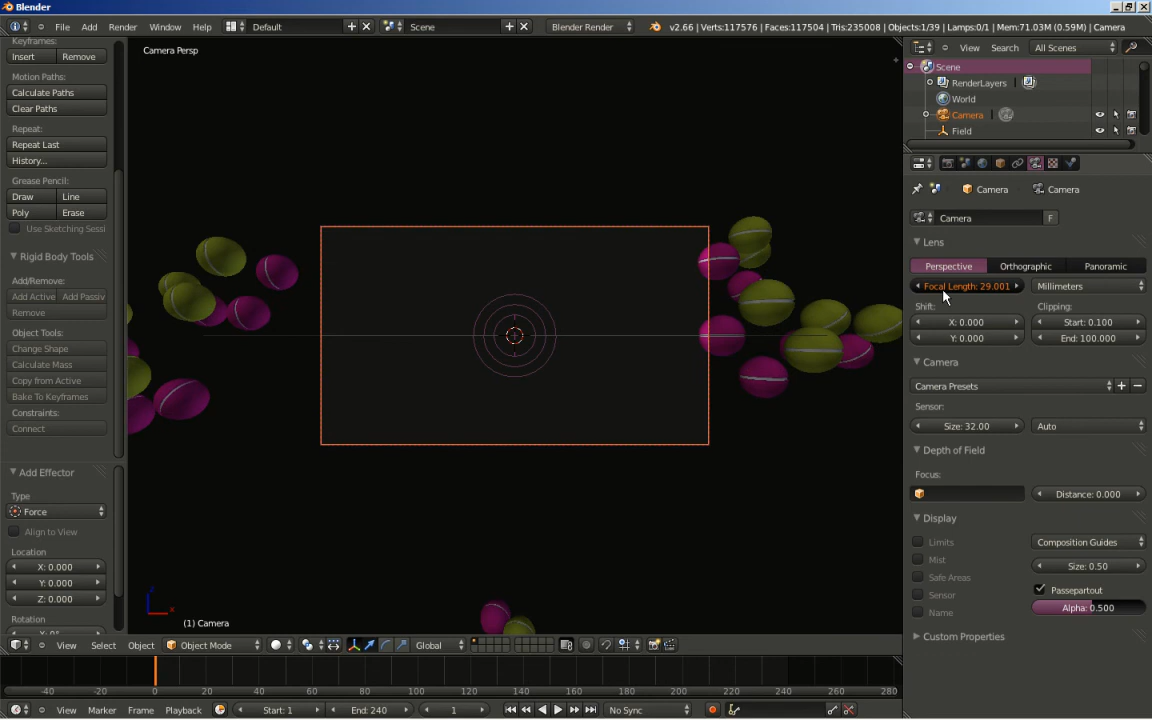 Blender
File Add Render Window Help Default Scene Blender Render v2.66 | Verts:117576 | Faces:117504 | Tris:235008 | Objects:1/39 | Lamps:0/1 | Mem:71.03M (0.59M) | Camera
Keyframes:
Insert Remove
Motion Paths:
Calculate Paths
Clear Paths
Repeat:
Repeat Last
History...
Grease Pencil:
Draw Line
Poly Erase
Use Sketching Sessi
Rigid Body Tools
Add/Remove:
Add Active Add Passiv
Remove
Object Tools:
Change Shape
Calculate Mass
Copy from Active
Bake To Keyframes
Constraints:
Connect
Add Effector
Type
Force
Align to View
Location
X: 0.000
Y: 0.000
Z: 0.000
Rotation
X: 0°
Camera Persp
z
x
(1) Camera
View Search All Scenes
Scene
RenderLayers
World
Camera
Field
Camera Camera
Camera F
Lens
Perspective Orthographic Panoramic
Focal Length: 29.001 Millimeters
Shift: Clipping:
X: 0.000 Start: 0.100
Y: 0.000 End: 100.000
Camera
Camera Presets
Sensor:
Size: 32.00 Auto
Depth of Field
Focus:
Distance: 0.000
Display
Limits Composition Guides
Mist Size: 0.50
Safe Areas Passepartout
Sensor Alpha: 0.500
Name
Custom Properties
View Select Object Object Mode Global
-40 -20 0 20 40 60 80 100 120 140 160 180 200 220 240 260 280
View Marker Frame Playback Start: 1 End: 240 1 No Sync